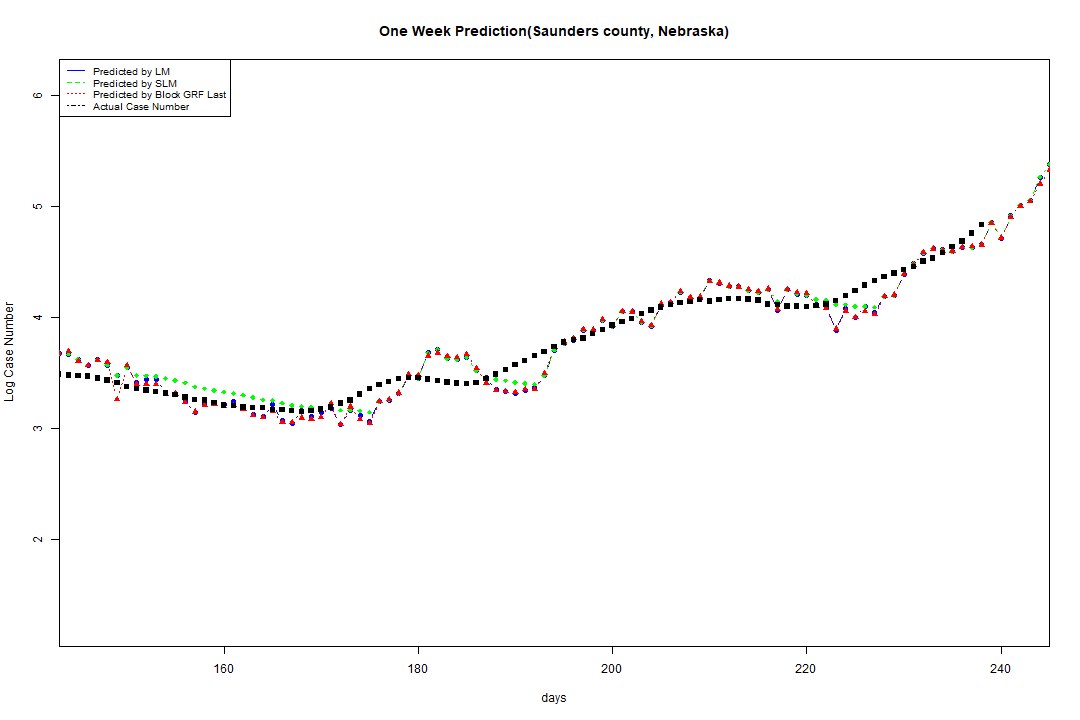 One Week Prediction(Saunders county, Nebraska)
Predicted by LM
Predicted by SLM
Predicted by Block GRF Last
Actual Case Number
6
5
4
3
2
Log Case Number
160 180 200 220 240
days